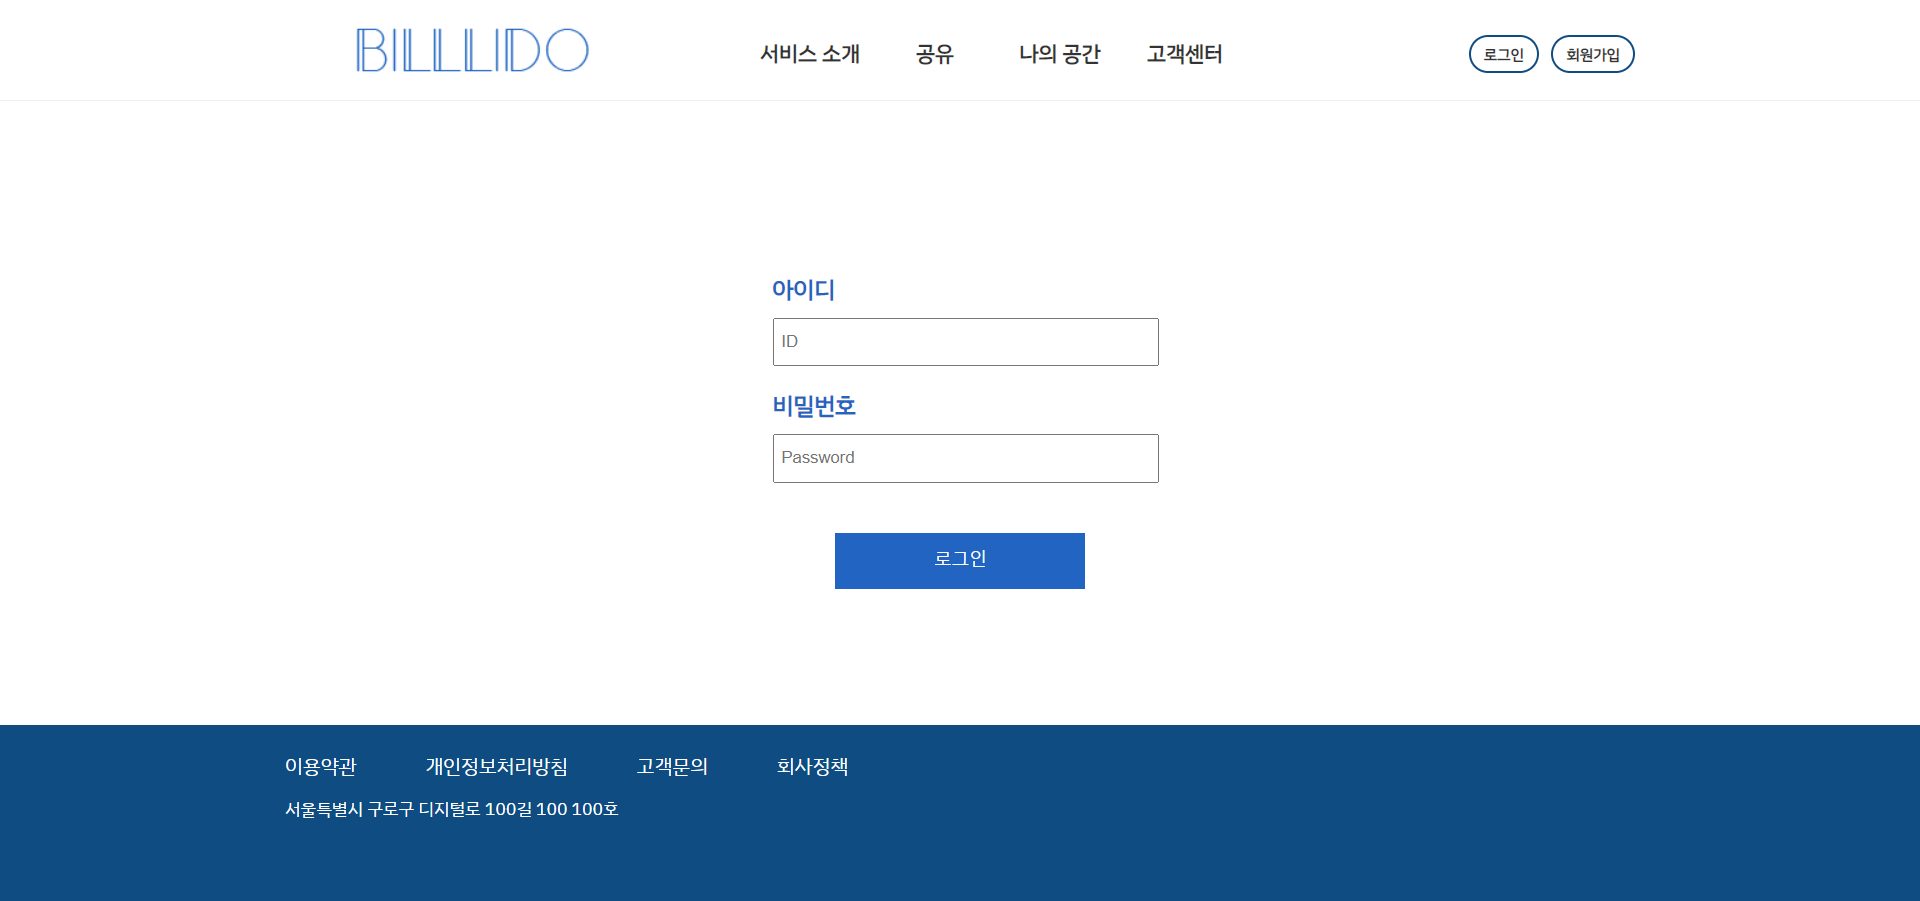 BILLLIDO
서비스 소개 공유 나의 공간 고객센터
로그인 회원가입
아이디
ID
비밀번호
Password
로그인
이용약관 개인정보처리방침 고객문의 회사정책
서울특별시 구로구 디지털로 100길 100 100호